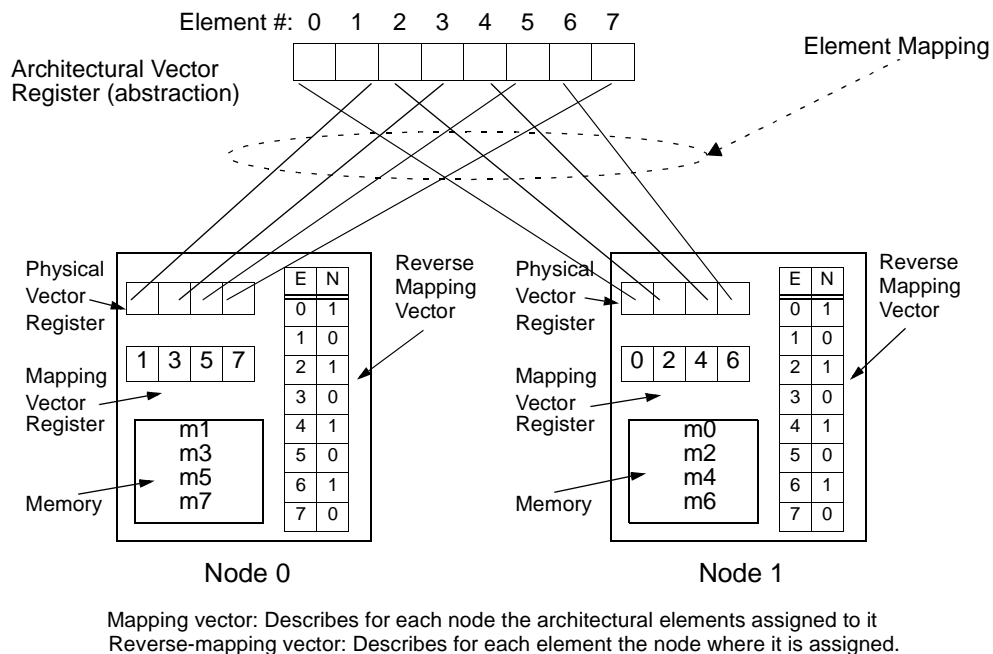 Element #: 0 1 2 3 4 5 6 7
Element Mapping
Architectural Vector
Register (abstraction)
Physical
Vector
Register
1 3 5 7
Mapping
Vector
Register
m1
m3
m5
m7
Memory
E N
0 1
1 0
2 1
3 0
4 1
5 0
6 1
7 0
Reverse
Mapping
Vector
Node 0
Physical
Vector
Register
0 2 4 6
Mapping
Vector
Register
m0
m2
m4
m6
Memory
E N
0 1
1 0
2 1
3 0
4 1
5 0
6 1
7 0
Reverse
Mapping
Vector
Node 1
Mapping vector: Describes for each node the architectural elements assigned to it
Reverse-mapping vector: Describes for each element the node where it is assigned.